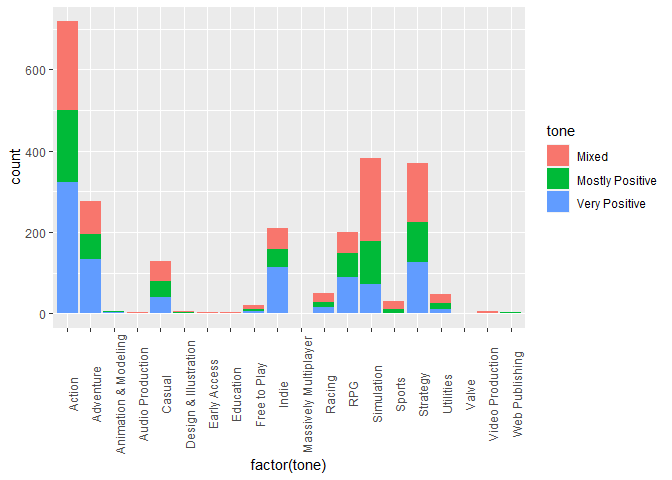 600
400
200
0
count
Action
Adventure
Animation & Modeling
Audio Production
Casual
Design & Illustration
Early Access
Education
Free to Play
Indie
Massively Multiplayer
Racing
RPG
Simulation
Sports
Strategy
Utilities
Valve
Video Production
Web Publishing
factor(tone)
tone
Mixed
Mostly Positive
Very Positive